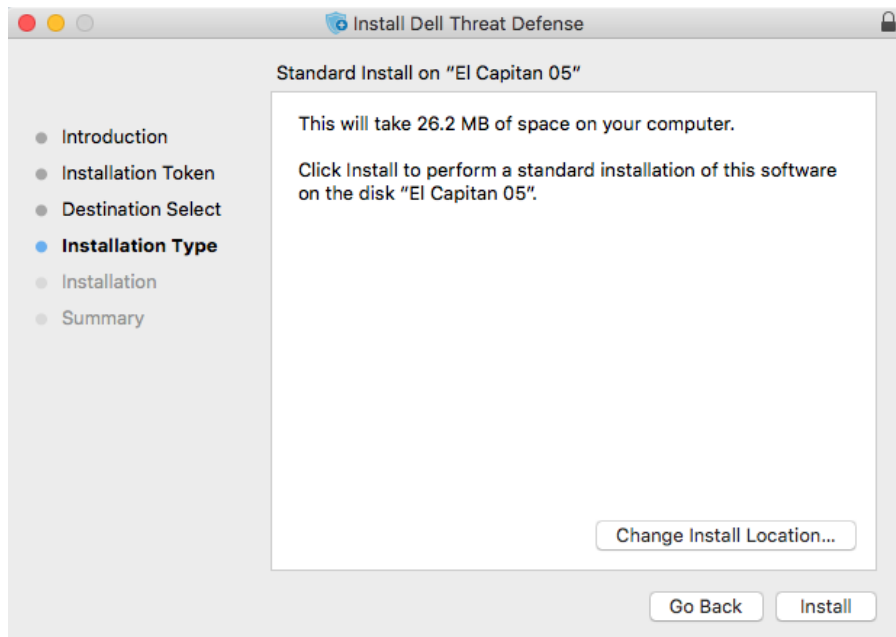 Install Dell Threat Defense
Standard Install on “El Capitan 05”
Introduction
Installation Token
Destination Select
Installation Type
Installation
Summary
This will take 26.2 MB of space on your computer.
Click Install to perform a standard installation of this software
on the disk “El Capitan 05”.
Change Install Location...
Go Back
Install